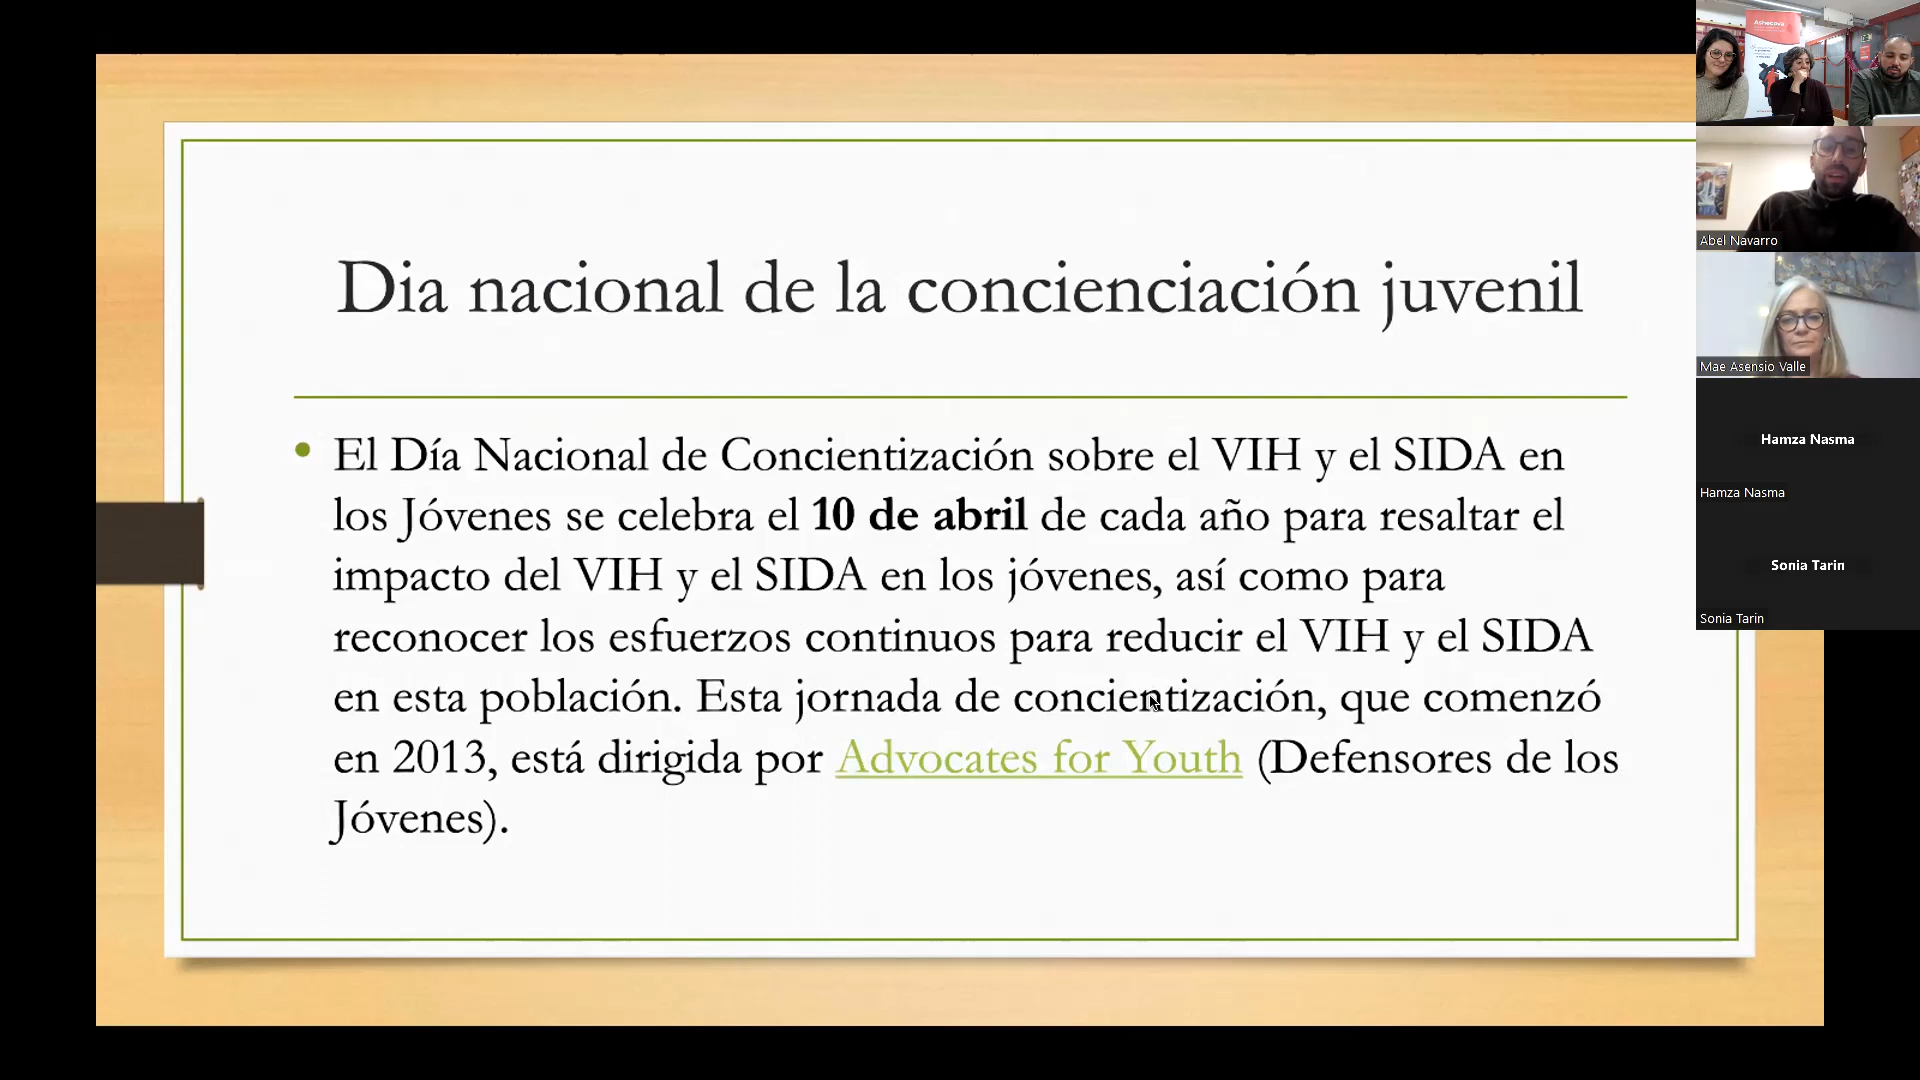 Dia nacional de la concienciación juvenil
• El Día Nacional de Concientización sobre el VIH y el SIDA en
los Jóvenes se celebra el 10 de abril de cada año para resaltar el
impacto del VIH y el SIDA en los jóvenes, así como para
reconocer los esfuerzos continuos para reducir el VIH y el SIDA
en esta población. Esta jornada de concientización, que comenzó
en 2013, está dirigida por Advocates for Youth (Defensores de los
Jóvenes).
Ashecova
Abel Navarro
Mae Asensio Valle
Hamza Nasma
Hamza Nasma
Sonia Tarin
Sonia Tarin